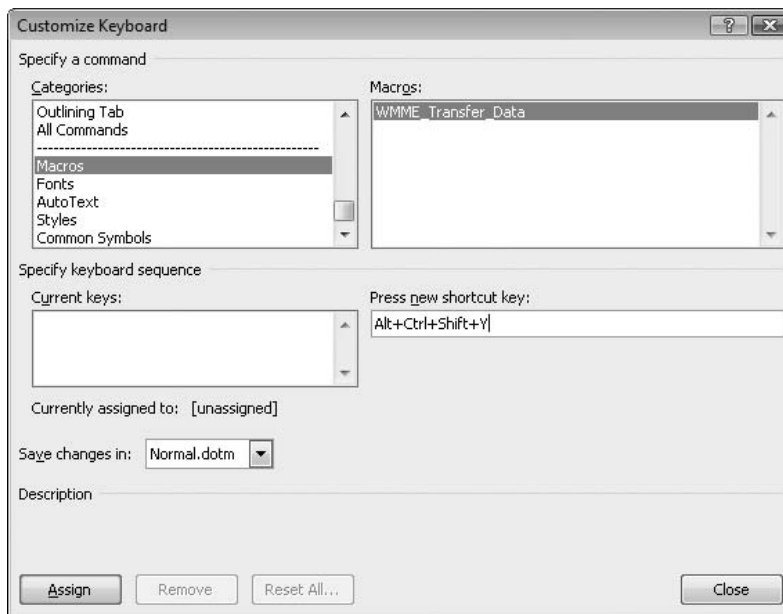 Customize Keyboard
Specify a command
Categories:
Macros:
Outlining Tab
All Commands
Macros
Fonts
AutoText
Styles
Common Symbols
WMME_Transfer_Data
Specify keyboard sequence
Current keys:
Press new shortcut key:
Alt+Ctrl+Shift+Y
Currently assigned to: [unassigned]
Save changes in: Normal.dotm
Description
Assign Remove Reset All... Close